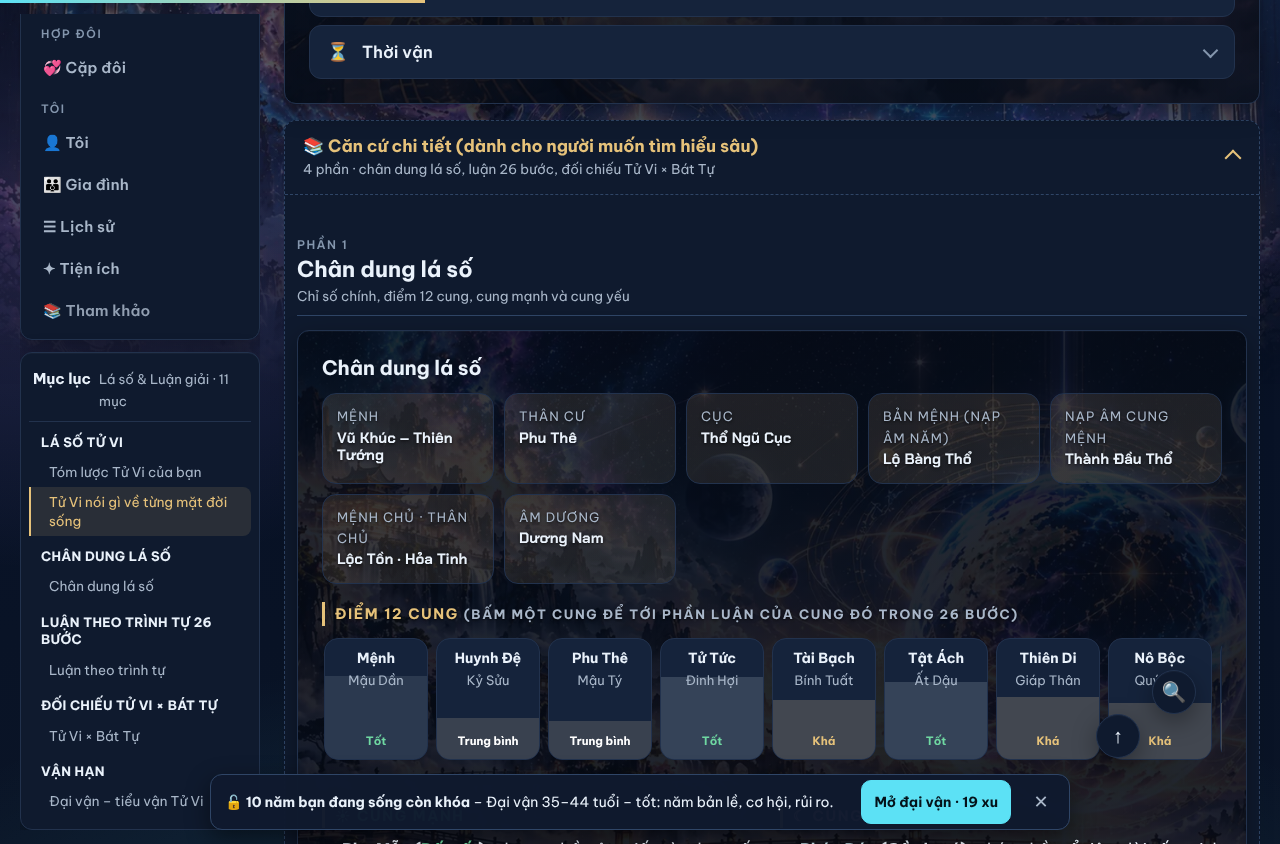 HỢP ĐÔI
💞 Cặp đôi
TÔI
👤 Tôi
👪 Gia đình
☰ Lịch sử
✦ Tiện ích
📚 Tham khảo
Mục lục Lá số & Luận giải · 11 mục
LÁ SỐ TỬ VI
Tóm lược Tử Vi của bạn
Tử Vi nói gì về từng mặt đời sống
CHÂN DUNG LÁ SỐ
Chân dung lá số
LUẬN THEO TRÌNH TỰ 26 BƯỚC
Luận theo trình tự
ĐỐI CHIẾU TỬ VI × BÁT TỰ
Tử Vi × Bát Tự
VẬN HẠN
Đại vận – tiểu vận Tử Vi
⏳ Thời vận
📚 Căn cứ chi tiết (dành cho người muốn tìm hiểu sâu)
4 phần · chân dung lá số, luận 26 bước, đối chiếu Tử Vi × Bát Tự
PHẦN 1
Chân dung lá số
Chỉ số chính, điểm 12 cung, cung mạnh và cung yếu
Chân dung lá số
MỆNH
Vũ Khúc – Thiên Tướng
THÂN CƯ
Phu Thê
CỤC
Thổ Ngũ Cục
BẢN MỆNH (NẠP ÂM NĂM)
Lộ Bàng Thổ
NẠP ÂM CUNG MỆNH
Thành Đầu Thổ
MỆNH CHỦ · THÂN CHỦ
Lộc Tồn · Hỏa Tinh
ÂM DƯƠNG
Dương Nam
ĐIỂM 12 CUNG (BẤM MỘT CUNG ĐỂ TỚI PHẦN LUẬN CỦA CUNG ĐÓ TRONG 26 BƯỚC)
Mệnh
Mậu Dần
Tốt
Huynh Đệ
Kỷ Sửu
Trung bình
Phu Thê
Mậu Tý
Trung bình
Tử Tức
Đinh Hợi
Tốt
Tài Bạch
Bính Tuất
Khá
Tật Ách
Ất Dậu
Tốt
Thiên Di
Giáp Thân
Khá
Nô Bộc
Khá
🔍
↑
🔓 10 năm bạn đang sống còn khóa – Đại vận 35–44 tuổi – tốt: năm bản lề, cơ hội, rủi ro.
Mở đại vận · 19 xu
✕